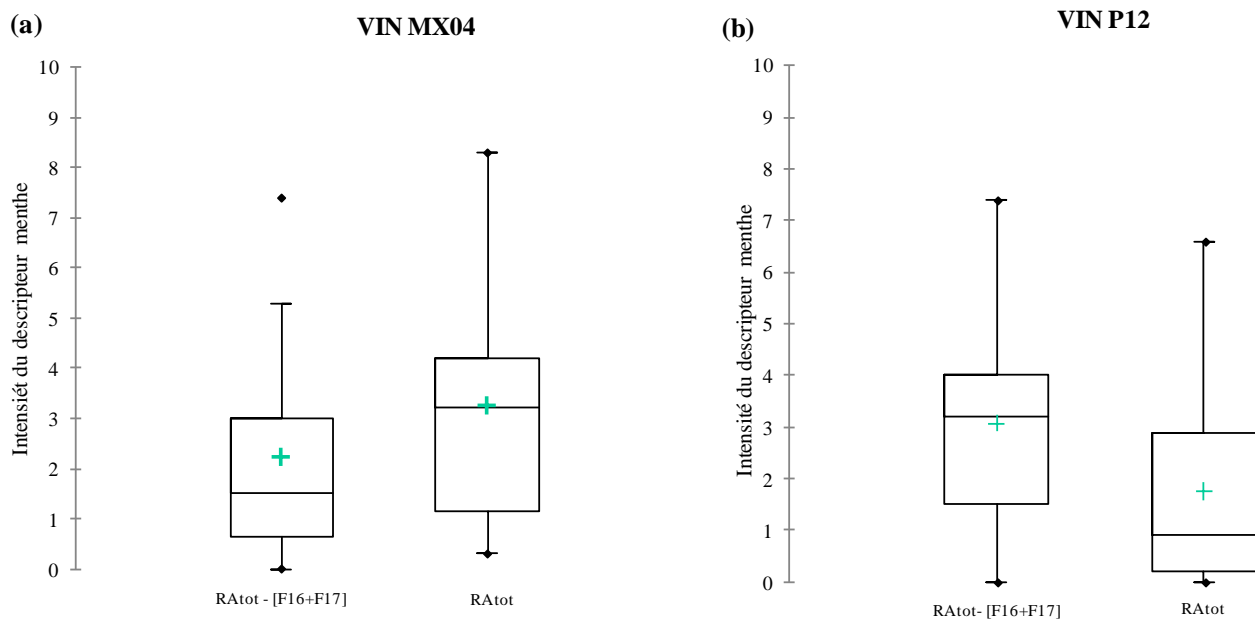 (a)
VIN MX04
10
9
8
7
6
5
4
3
2
1
0
Intensiét du descripteur menthe
RAtot - [F16+F17]
RAtot
(b)
VIN P12
10
9
8
7
6
5
4
3
2
1
0
Intensité du descripteur menthe
RAtot- [F16+F17]
RAtot